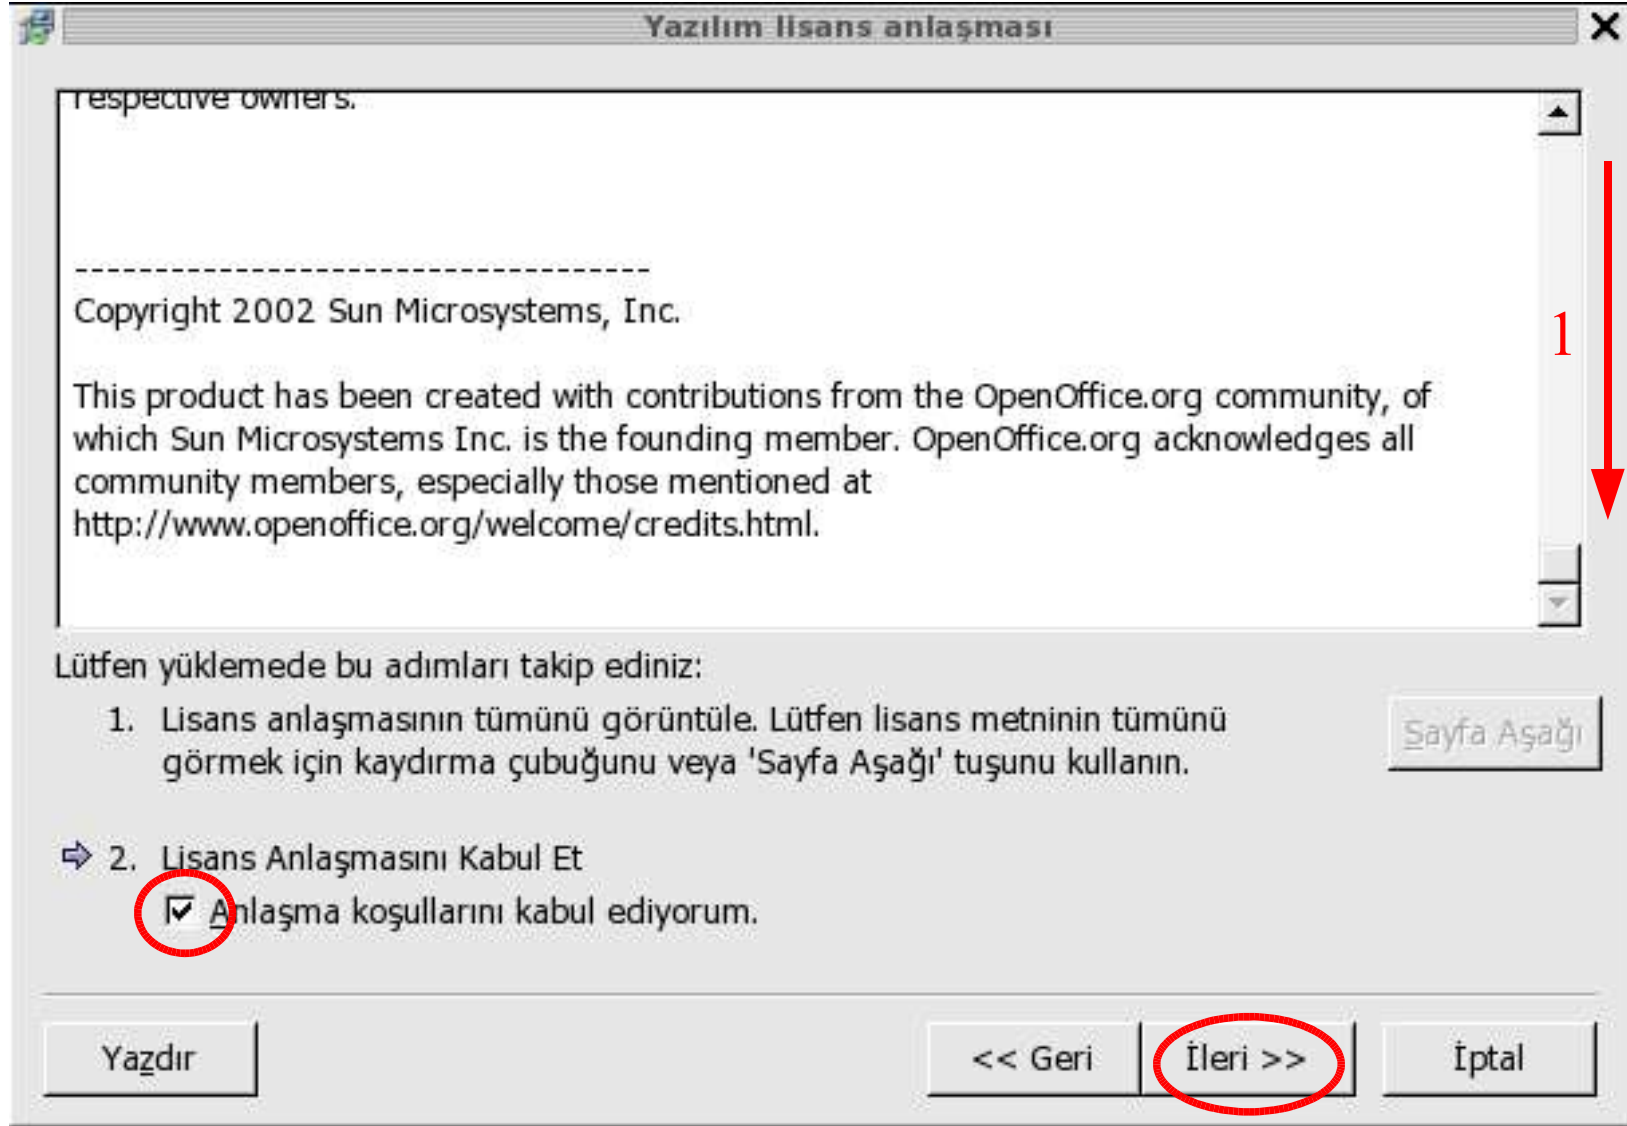 Yazılım lisans anlaşması
respective owners.
------------------------------------
Copyright 2002 Sun Microsystems, Inc.
This product has been created with contributions from the OpenOffice.org community, of
which Sun Microsystems Inc. is the founding member. OpenOffice.org acknowledges all
community members, especially those mentioned at
http://www.openoffice.org/welcome/credits.html.
1
Lütfen yüklemede bu adımları takip ediniz:
1. Lisans anlaşmasının tümünü görüntüle. Lütfen lisans metninin tümünü
görmek için kaydırma çubuğunu veya 'Sayfa Aşağı' tuşunu kullanın.
Sayfa Aşağı
2. Lisans Anlaşmasını Kabul Et
Anlaşma koşullarını kabul ediyorum.
Yazdır
<< Geri
İleri >>
İptal